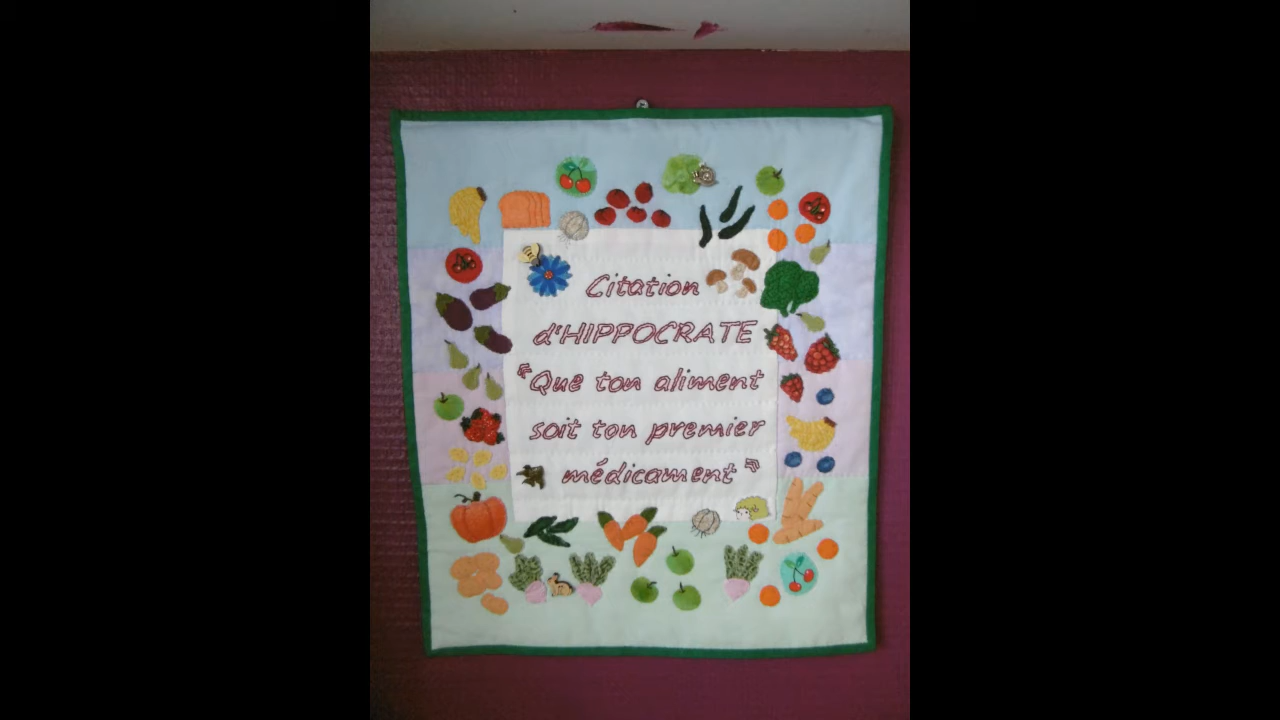 Citation
d'HIPPOCRATE
"Que ton aliment
soit ton premier
médicament"